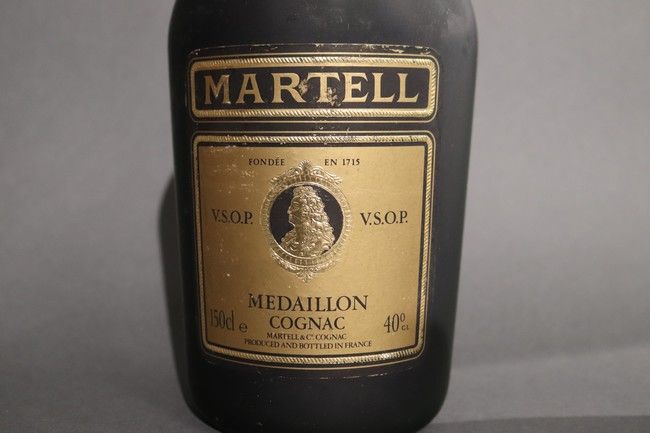 MARTELL
FONDÉE EN 1715
V.S.O.P. V.S.O.P.
MEDAILLON
150cl e COGNAC 40° GL
MARTELL & Co. COGNAC
PRODUCED AND BOTTLED IN FRANCE